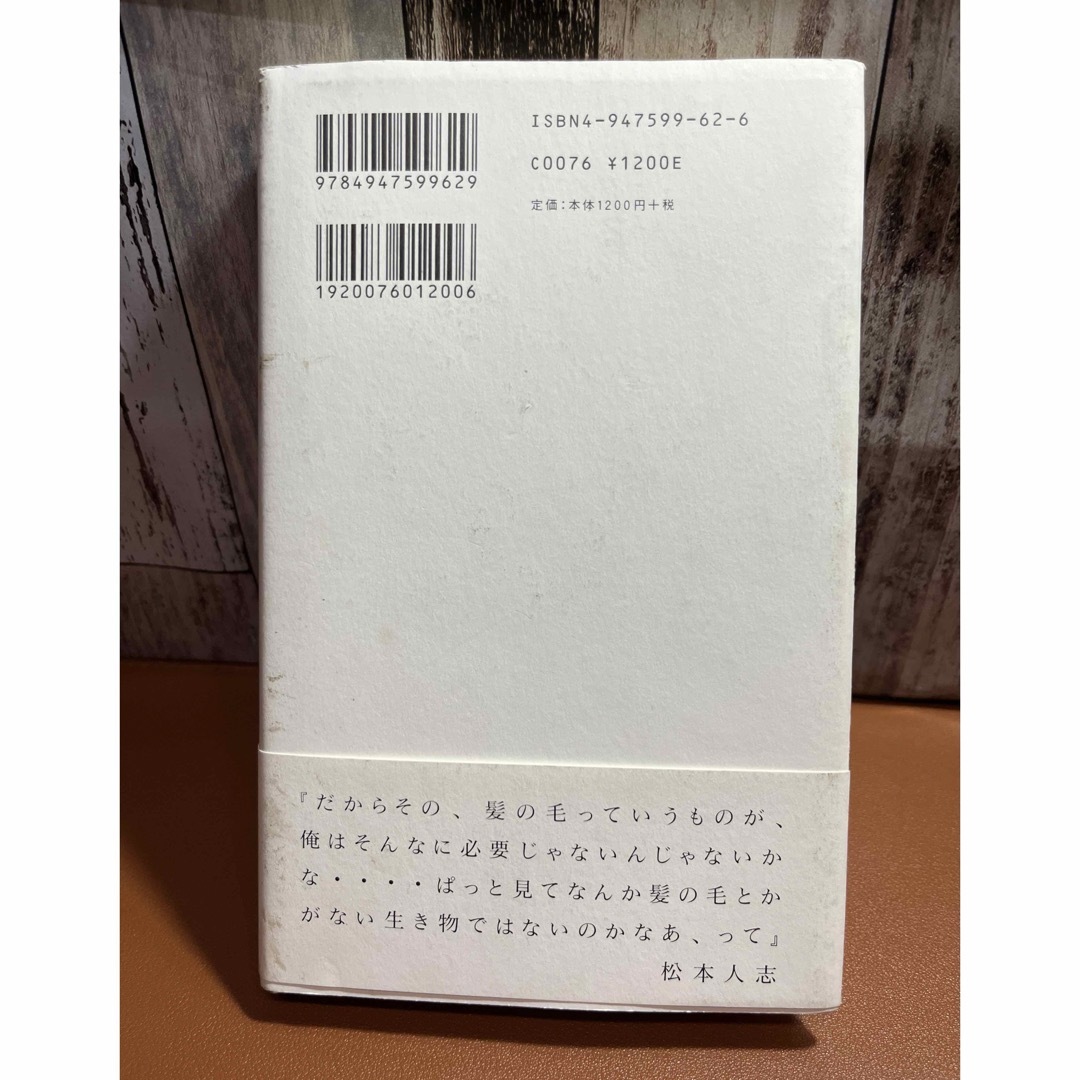 9784947599629
1920076012006
ISBN4-947599-62-6
C0076 ¥1200E
定価:本体1200円+税
『だからその、髪の毛っていうものが、
俺はそんなに必要じゃないんじゃないか
な・・・・ぱっと見てなんか髪の毛とか
がない生き物ではないのかなあ、って』
松本人志